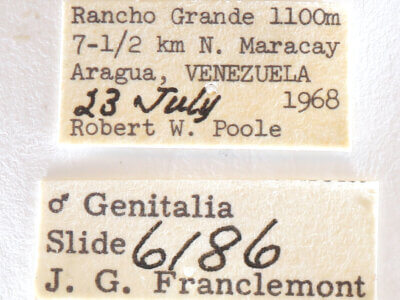 Rancho Grande 1100m
7-1/2 km N. Maracay
Aragua, VENEZUELA
23 July 1968
Robert W. Poole
♂ Genitalia
Slide 6186
J. G. Franclemont